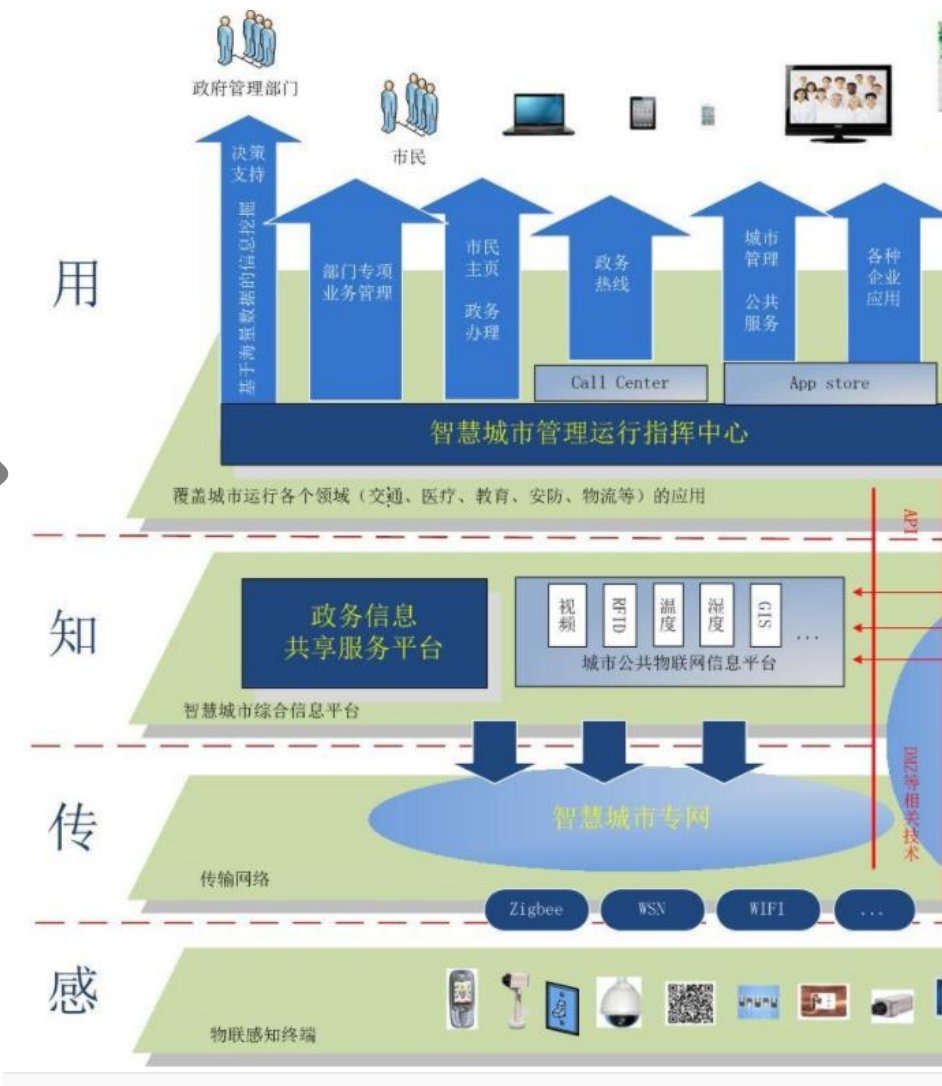 政府管理部门
市民
决策
支持
基于海量数据的信息挖掘
部门专项
业务管理
市民
主页
政务
办理
政务
热线
城市
管理
公共
服务
各种
企业
应用
用
Call Center
App store
智慧城市管理运行指挥中心
覆盖城市运行各个领域（交通、医疗、教育、安防、物流等）的应用
API
知
政务信息
共享服务平台
视频
RFID
温度
湿度
GIS
...
城市公共物联网信息平台
智慧城市综合信息平台
传
智慧城市专网
DMZ等相关技术
传输网络
Zigbee
WSN
WIFI
...
感
物联感知终端